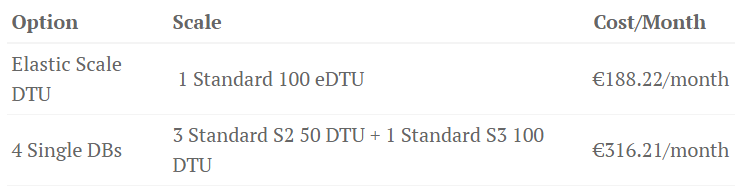 Option Scale Cost/Month
Elastic Scale
DTU
1 Standard 100 eDTU €188.22/month
4 Single DBs
3 Standard S2 50 DTU + 1 Standard S3 100
DTU
€316.21/month